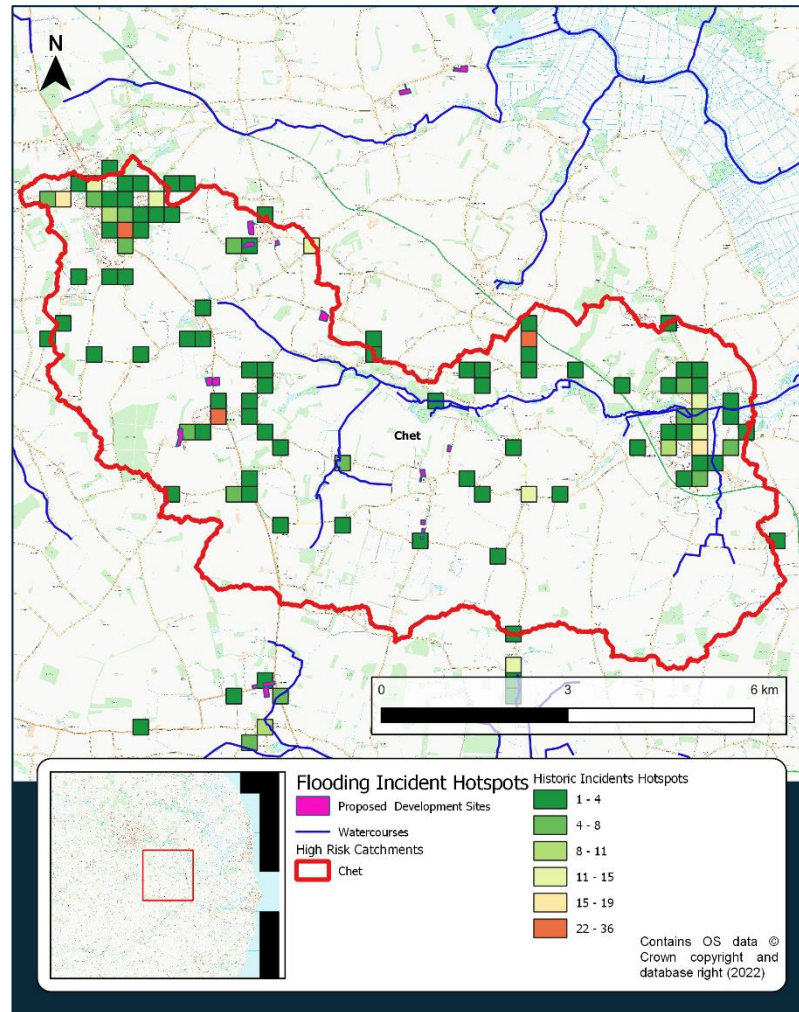 N
Chet
0 3 6 km
Flooding Incident Hotspots
Proposed Development Sites
Watercourses
High Risk Catchments
Chet
Historic Incidents Hotspots
1 - 4
4 - 8
8 - 11
11 - 15
15 - 19
22 - 36
Contains OS data ©
Crown copyright and
database right (2022)